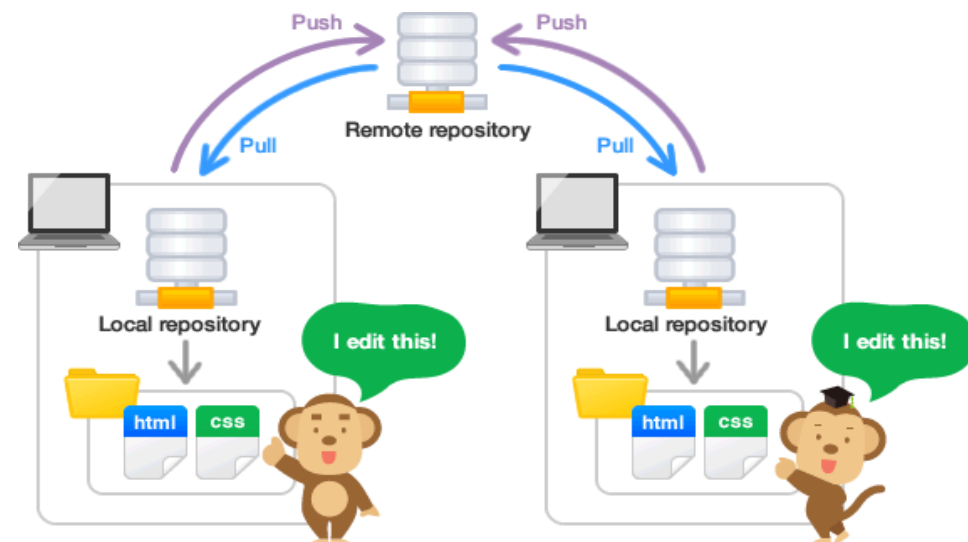 Push
Push
Remote repository
Pull
Pull
Local repository
Local repository
I edit this!
I edit this!
html
css
html
css